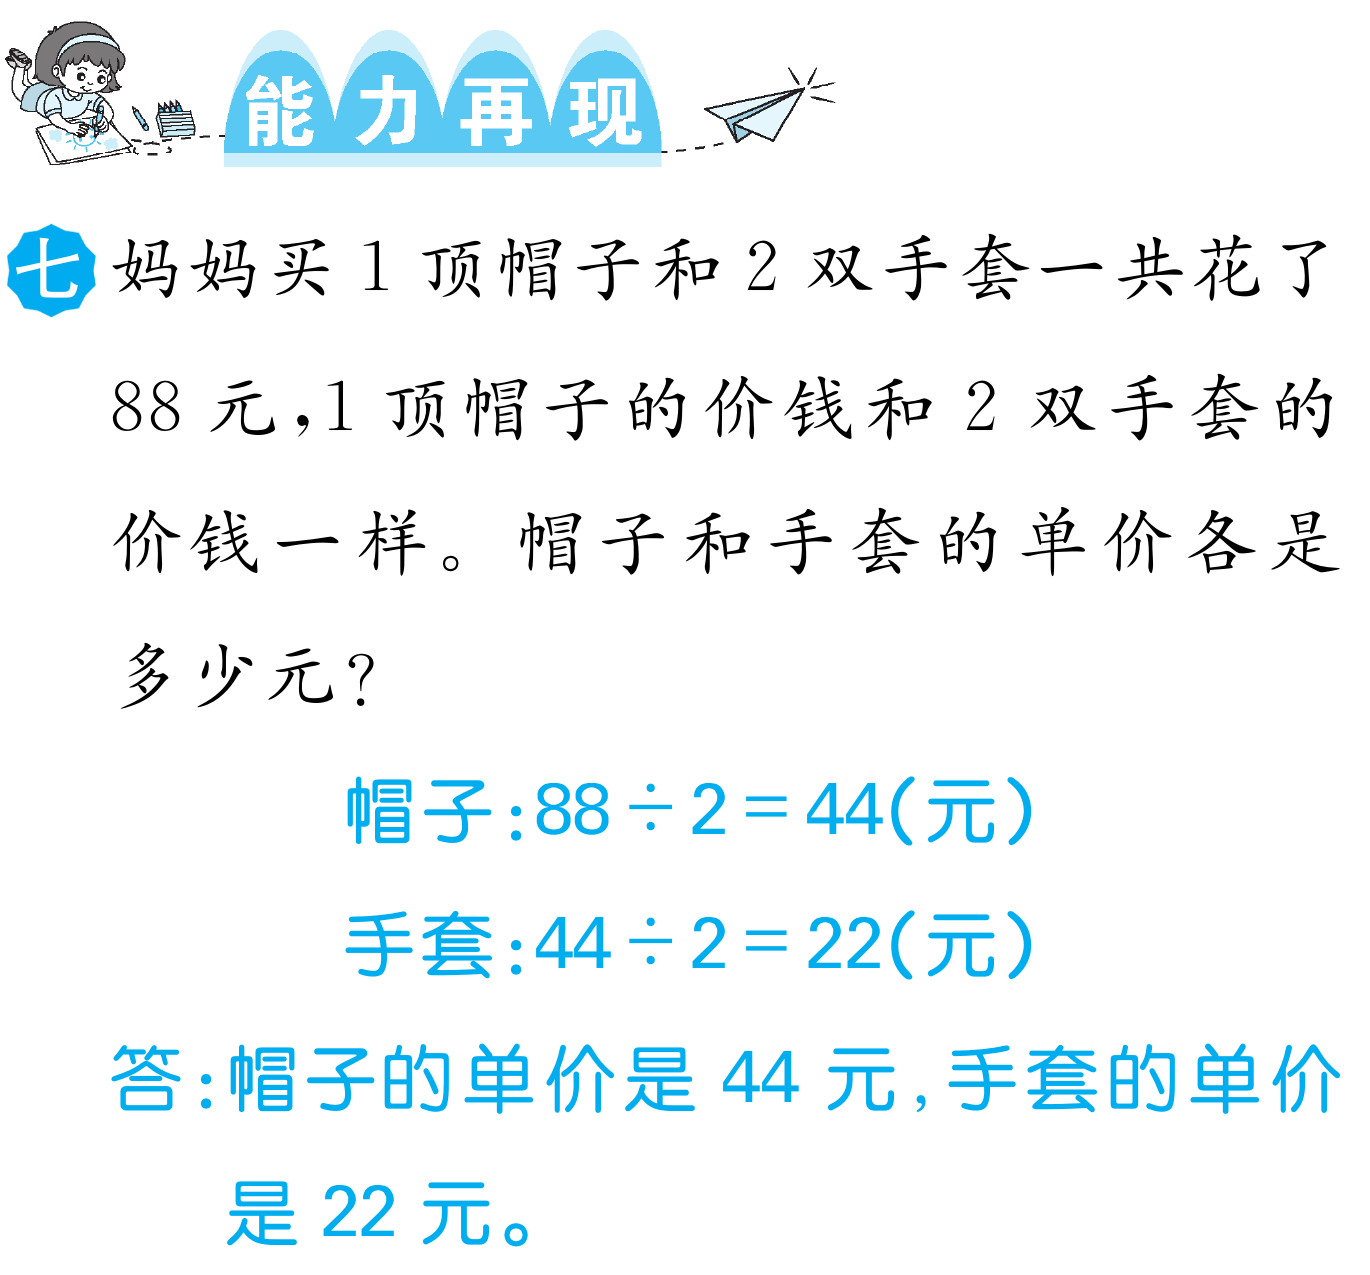 能力再现
七 妈妈买1顶帽子和2双手套一共花了
88元,1顶帽子的价钱和2双手套的
价钱一样。帽子和手套的单价各是
多少元?
帽子:88÷2=44(元)
手套:44÷2=22(元)
答:帽子的单价是44元,手套的单价
是22元。